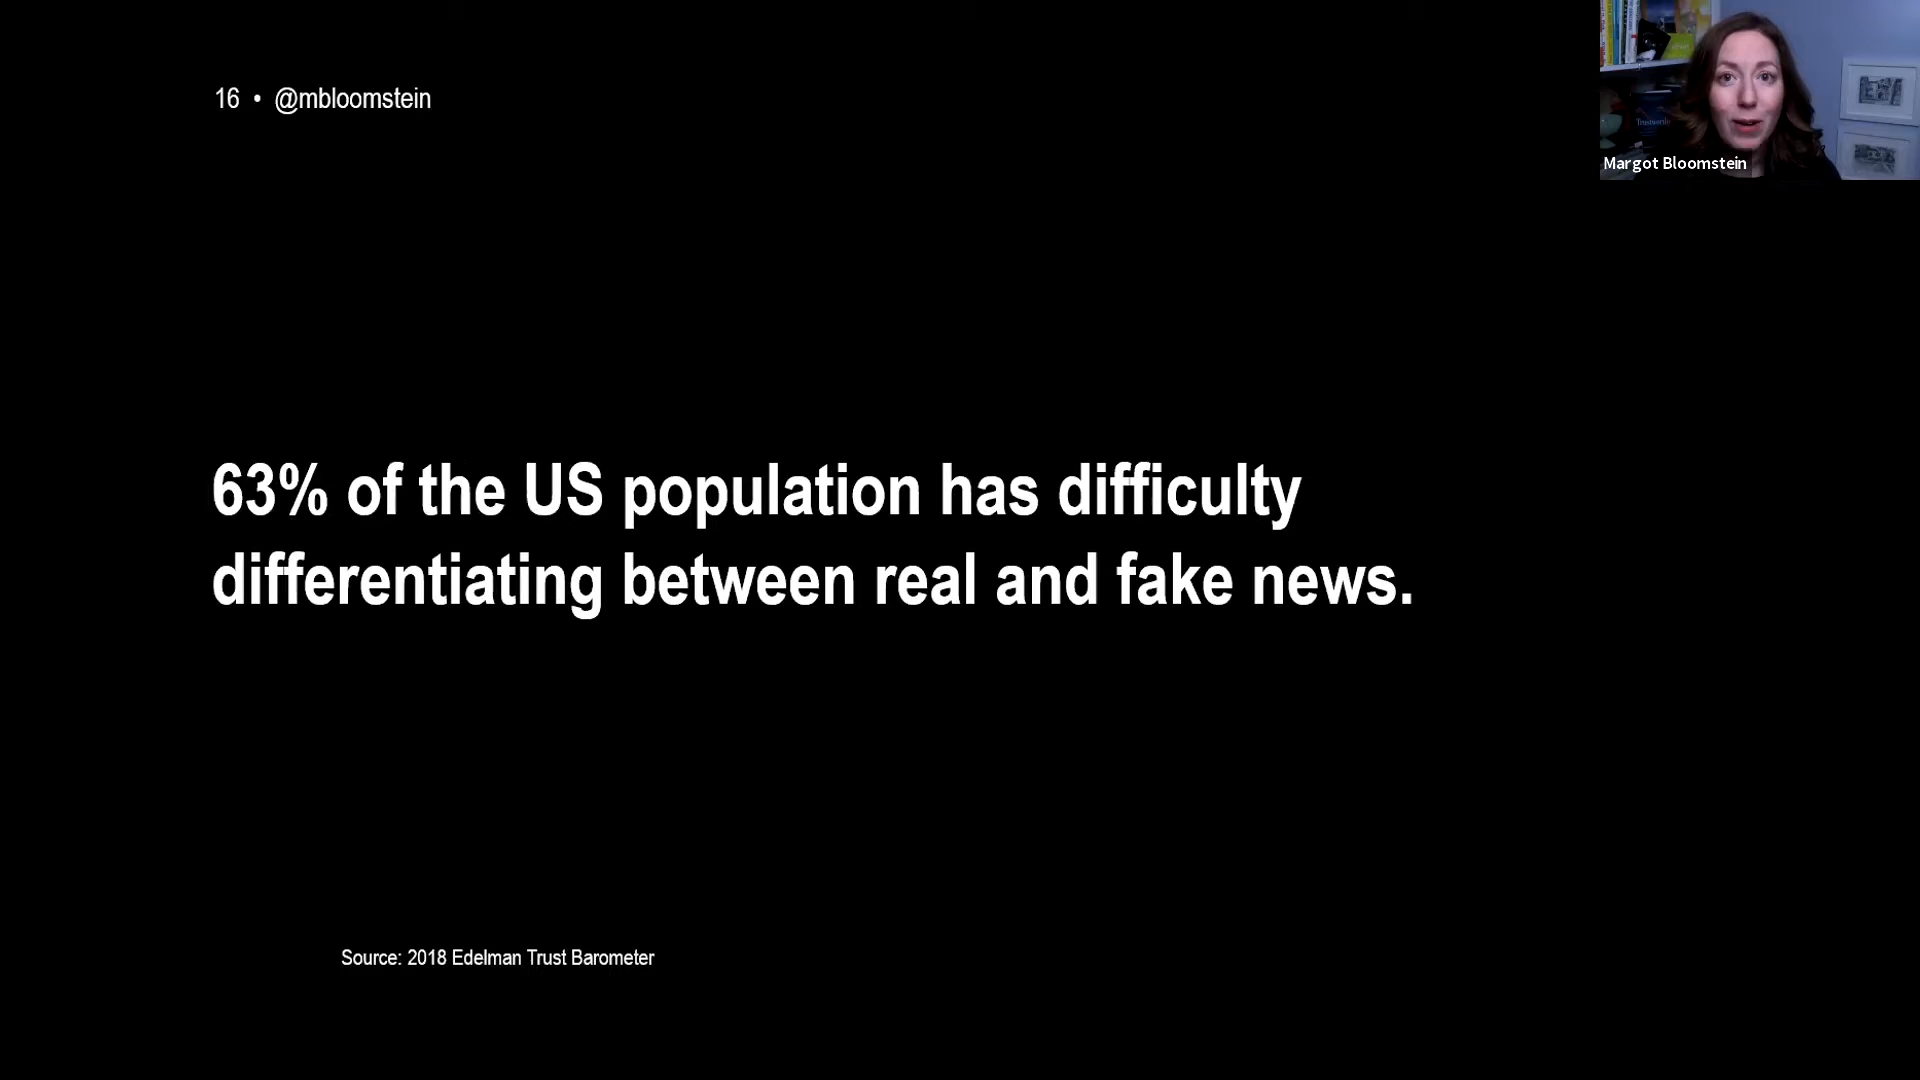 16 • @mbloomstein
Margot Bloomstein
63% of the US population has difficulty
differentiating between real and fake news.
Source: 2018 Edelman Trust Barometer